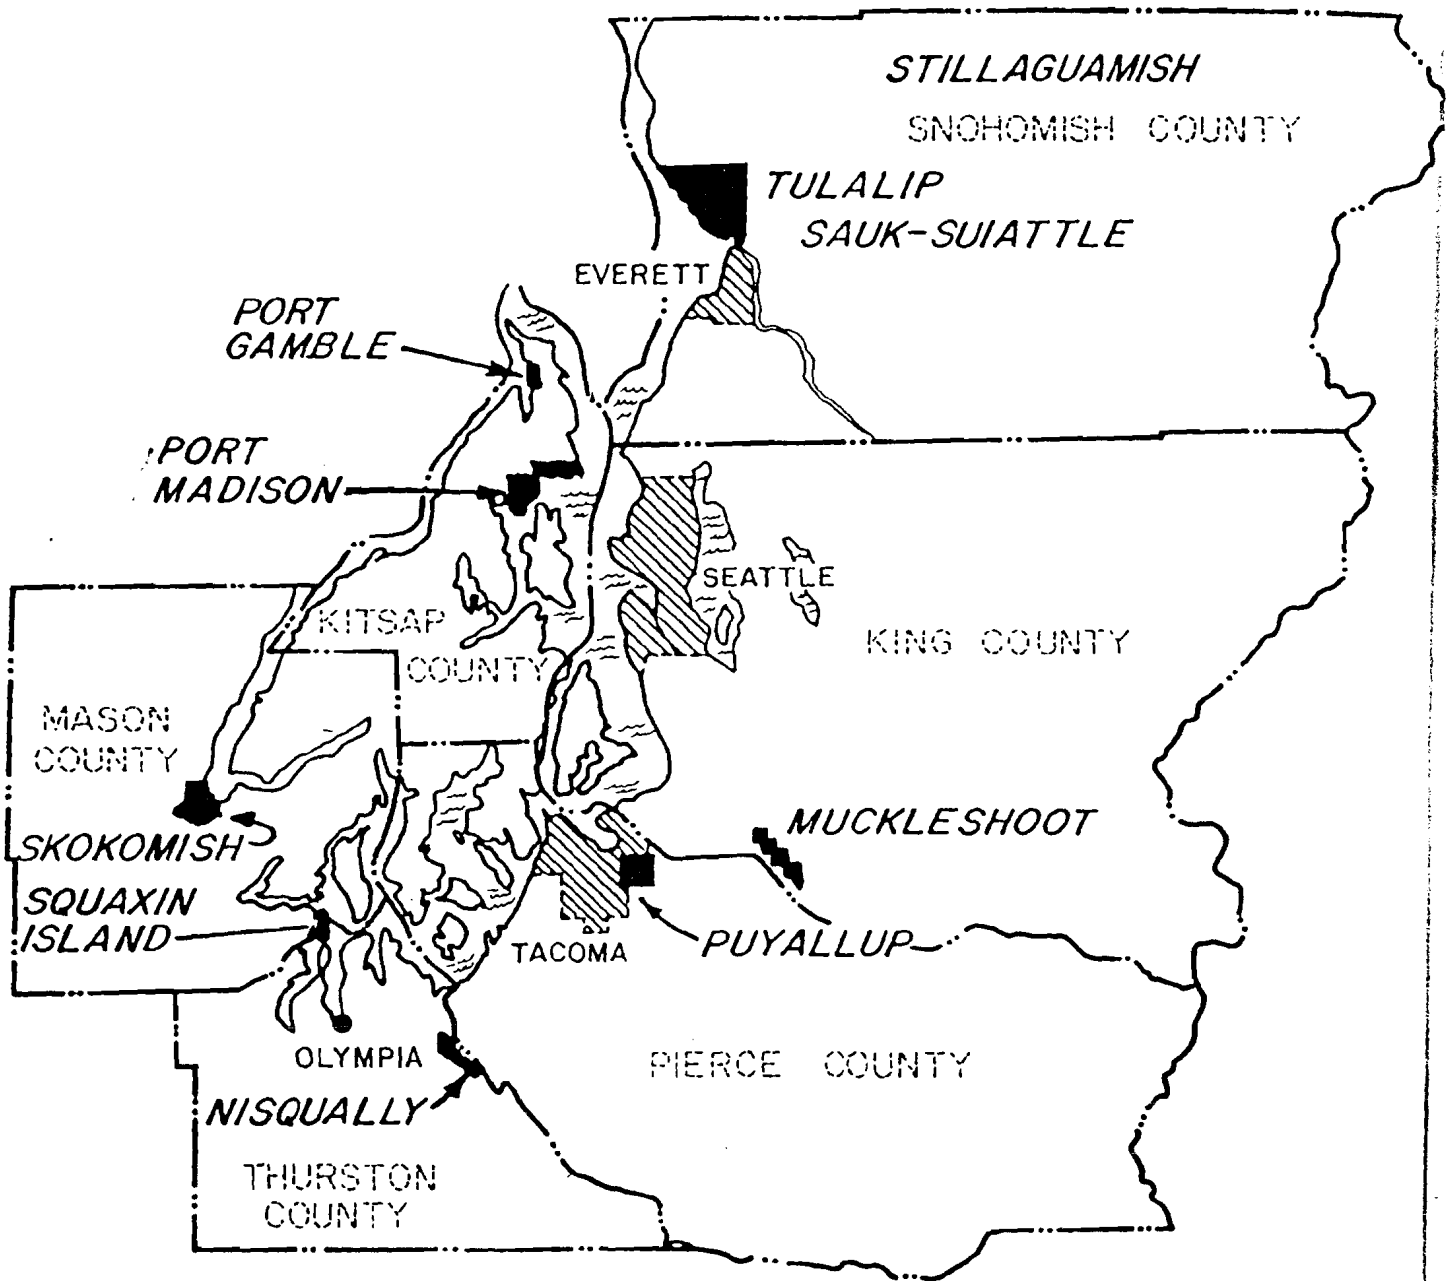 STILLAGUAMISH
SNOHOMISH COUNTY
TULALIP
SAUK-SUIATTLE
EVERETT
PORT
GAMBLE
PORT
MADISON
SEATTLE
KITSAP
COUNTY
KING COUNTY
MASON
COUNTY
MUCKLESHOOT
SKOKOMISH
SQUAXIN
ISLAND
TACOMA
PUYALLUP
OLYMPIA
PIERCE COUNTY
NISQUALLY
THURSTON
COUNTY